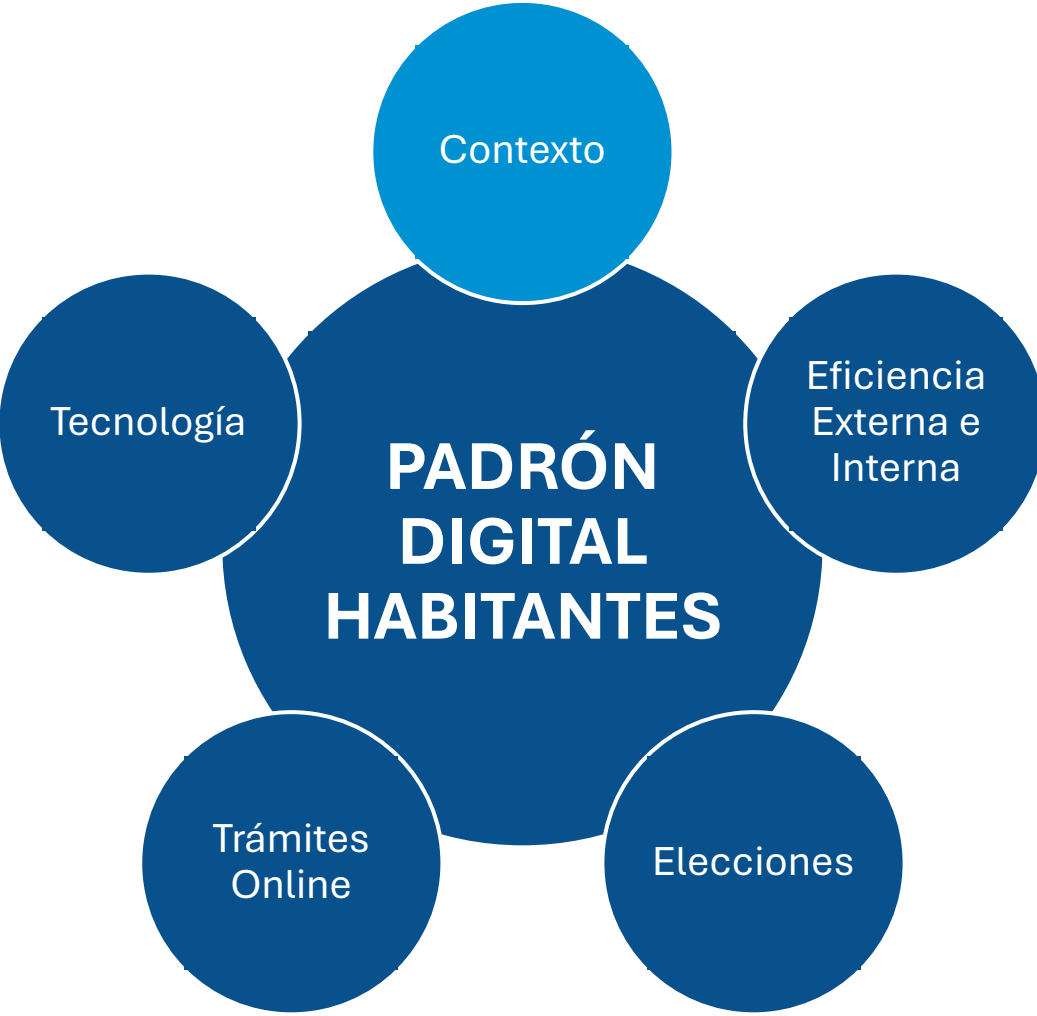 Contexto
Eficiencia
Externa e
Interna
Tecnología
PADRÓN
DIGITAL
HABITANTES
Trámites
Online
Elecciones